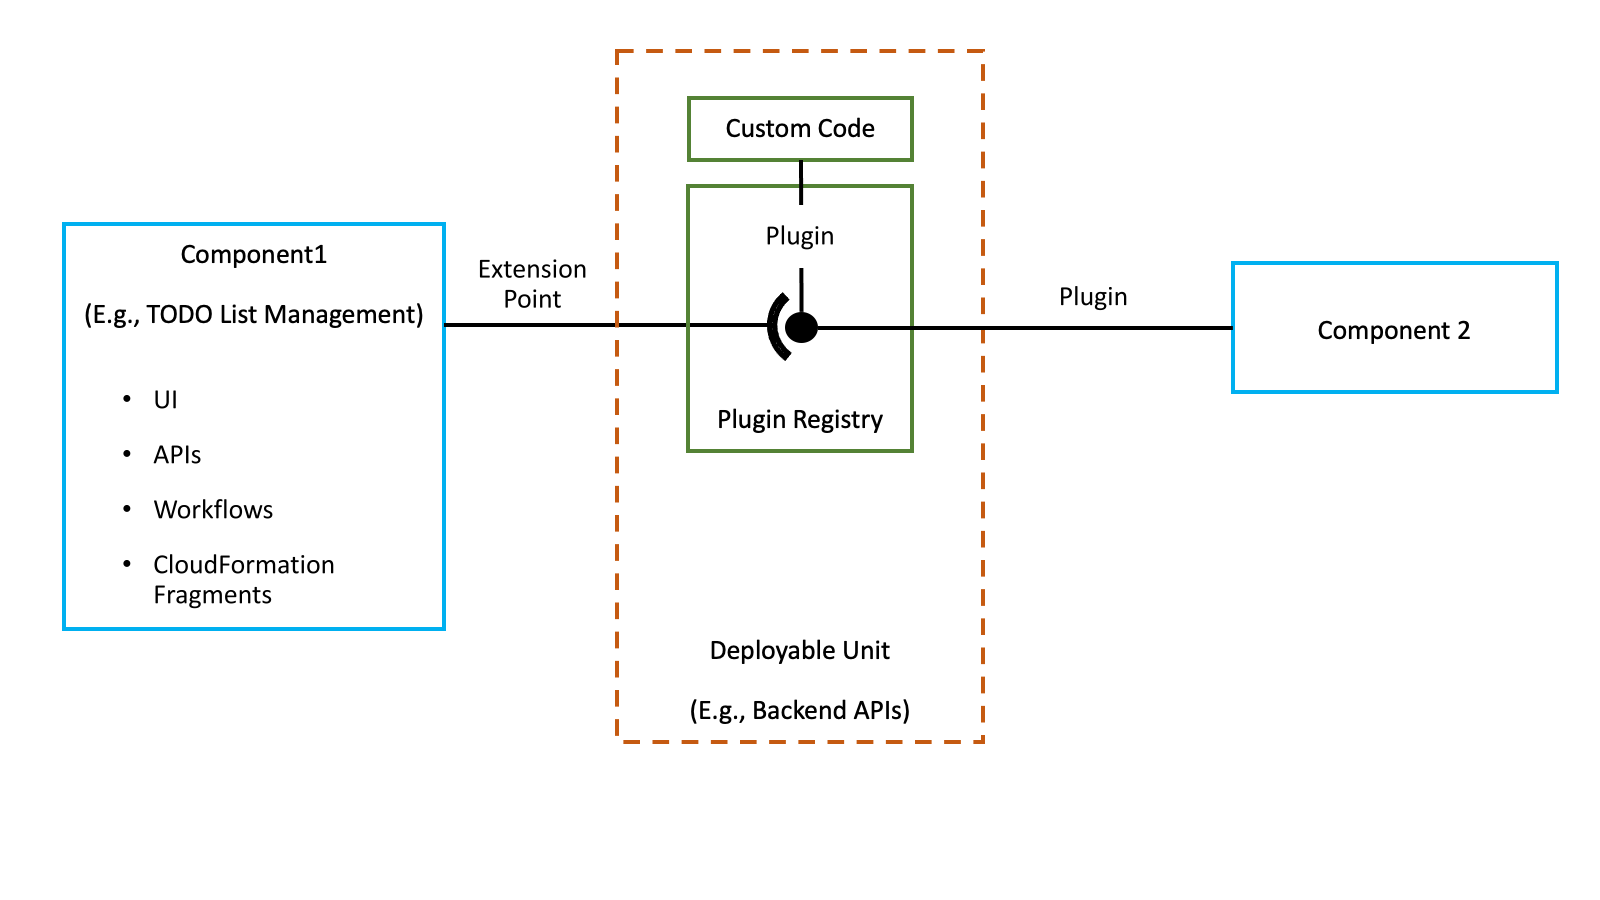 Custom Code
Component1
(E.g., TODO List Management)
• UI
• APIs
• Workflows
• CloudFormation
Fragments
Extension
Point
Plugin
Plugin Registry
Deployable Unit
(E.g., Backend APIs)
Plugin
Component 2